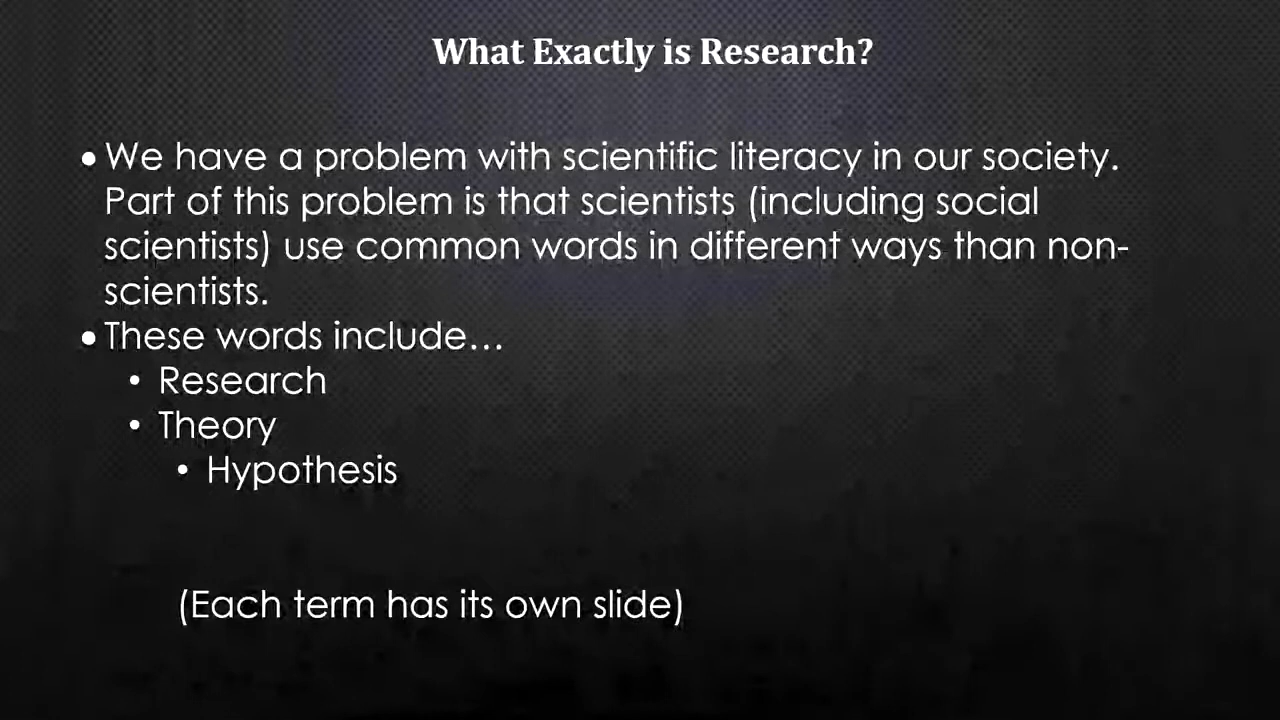 What Exactly is Research?
• We have a problem with scientific literacy in our society.
Part of this problem is that scientists (including social
scientists) use common words in different ways than non-
scientists.
• These words include…
• Research
• Theory
• Hypothesis
(Each term has its own slide)